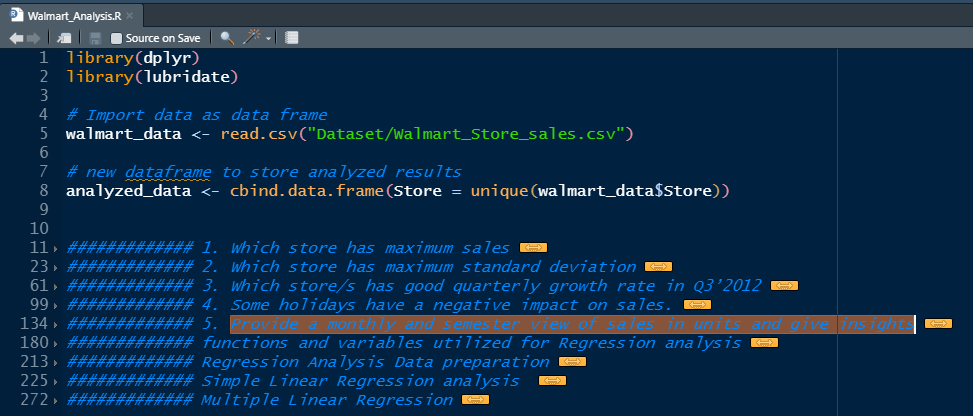 Walmart_Analysis.R
Source on Save
1 library(dplyr)
2 library(lubridate)
3
4 # Import data as data frame
5 walmart_data <- read.csv("Dataset/Walmart_Store_sales.csv")
6
7 # new dataframe to store analyzed results
8 analyzed_data <- cbind.data.frame(Store = unique(walmart_data$Store))
9
10
11 ############# 1. Which store has maximum sales
23 ############# 2. Which store has maximum standard deviation
61 ############# 3. Which store/s has good quarterly growth rate in Q3’2012
99 ############# 4. Some holidays have a negative impact on sales.
134 ############# 5. Provide a monthly and semester view of sales in units and give insights
180 ############# functions and variables utilized for Regression analysis
213 ############# Regression Analysis Data preparation
225 ############# Simple Linear Regression analysis
272 ############# Multiple Linear Regression